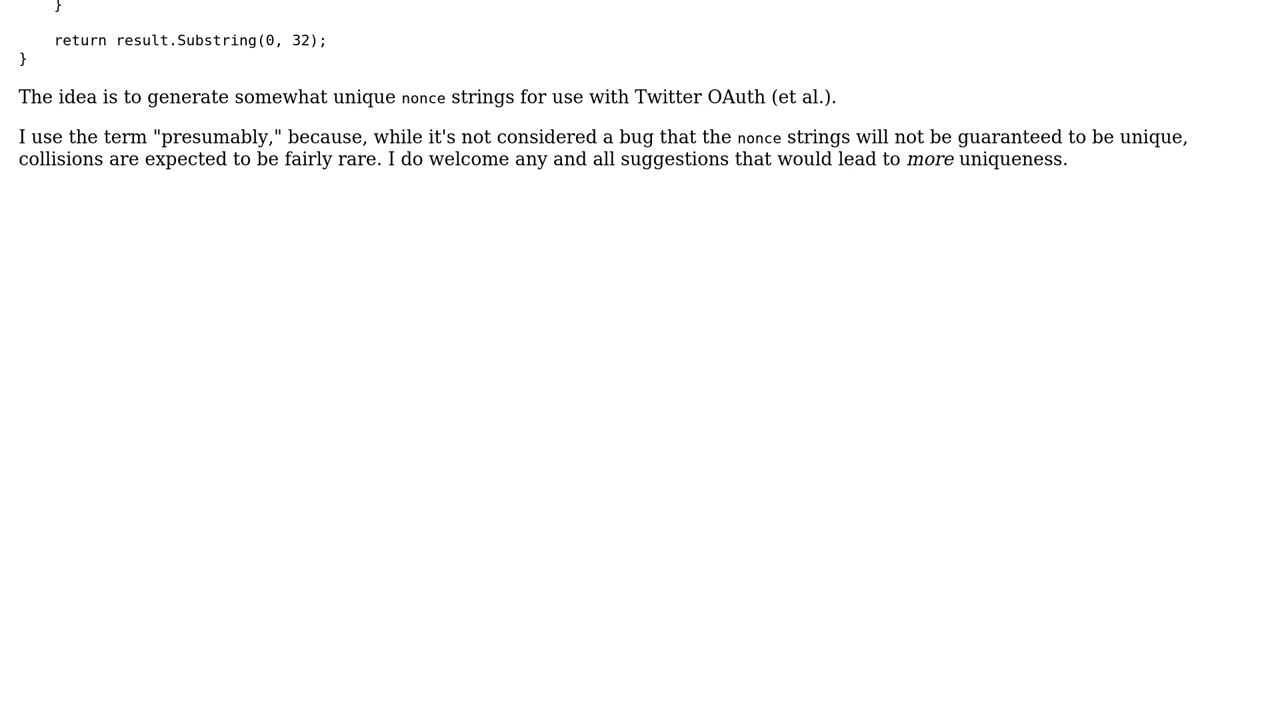 }
return result.Substring(0, 32);
}
The idea is to generate somewhat unique nonce strings for use with Twitter OAuth (et al.).
I use the term "presumably," because, while it's not considered a bug that the nonce strings will not be guaranteed to be unique,
collisions are expected to be fairly rare. I do welcome any and all suggestions that would lead to more uniqueness.